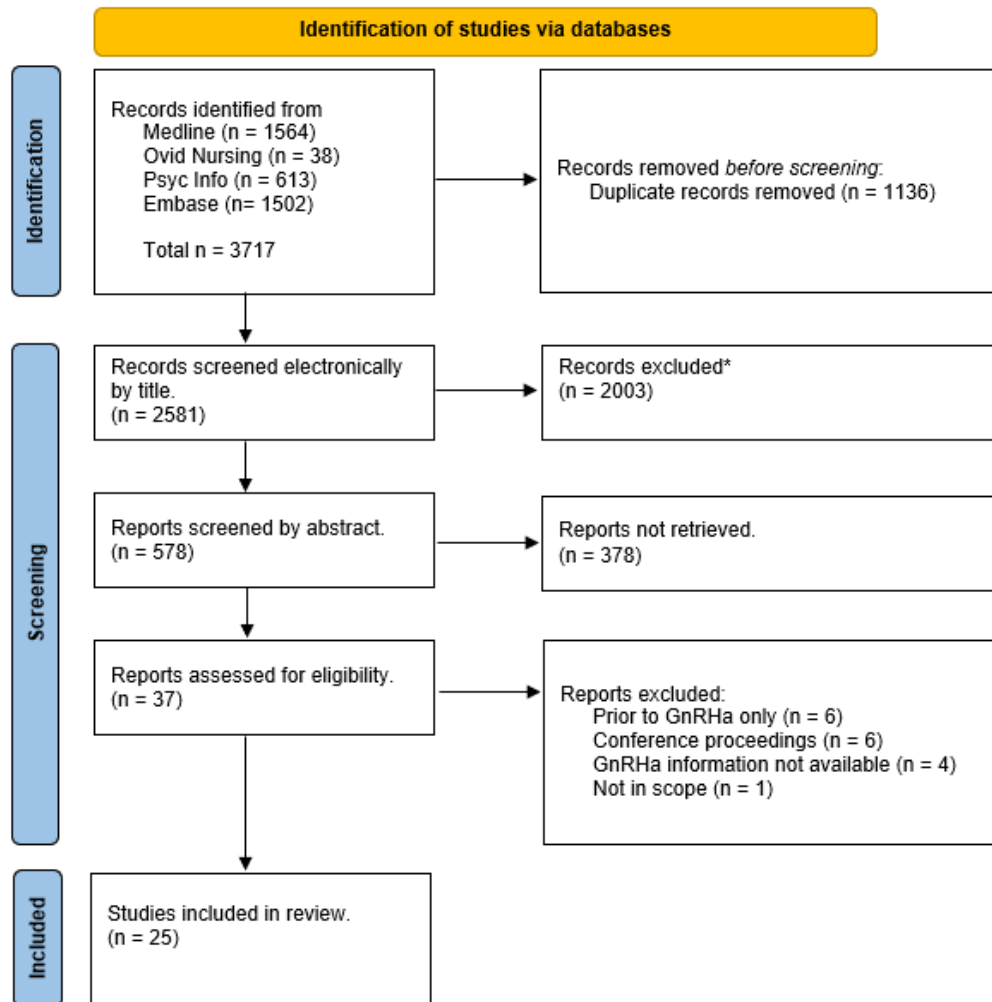 Identification of studies via databases
Identification
Records identified from
Medline (n = 1564)
Ovid Nursing (n = 38)
Psyc Info (n = 613)
Embase (n= 1502)
Total n = 3717
Records removed before screening:
Duplicate records removed (n = 1136)
Screening
Records screened electronically
by title.
(n = 2581)
Records excluded*
(n = 2003)
Reports screened by abstract.
(n = 578)
Reports not retrieved.
(n = 378)
Reports assessed for eligibility.
(n = 37)
Reports excluded:
Prior to GnRHa only (n = 6)
Conference proceedings (n = 6)
GnRHa information not available (n = 4)
Not in scope (n = 1)
Included
Studies included in review.
(n = 25)